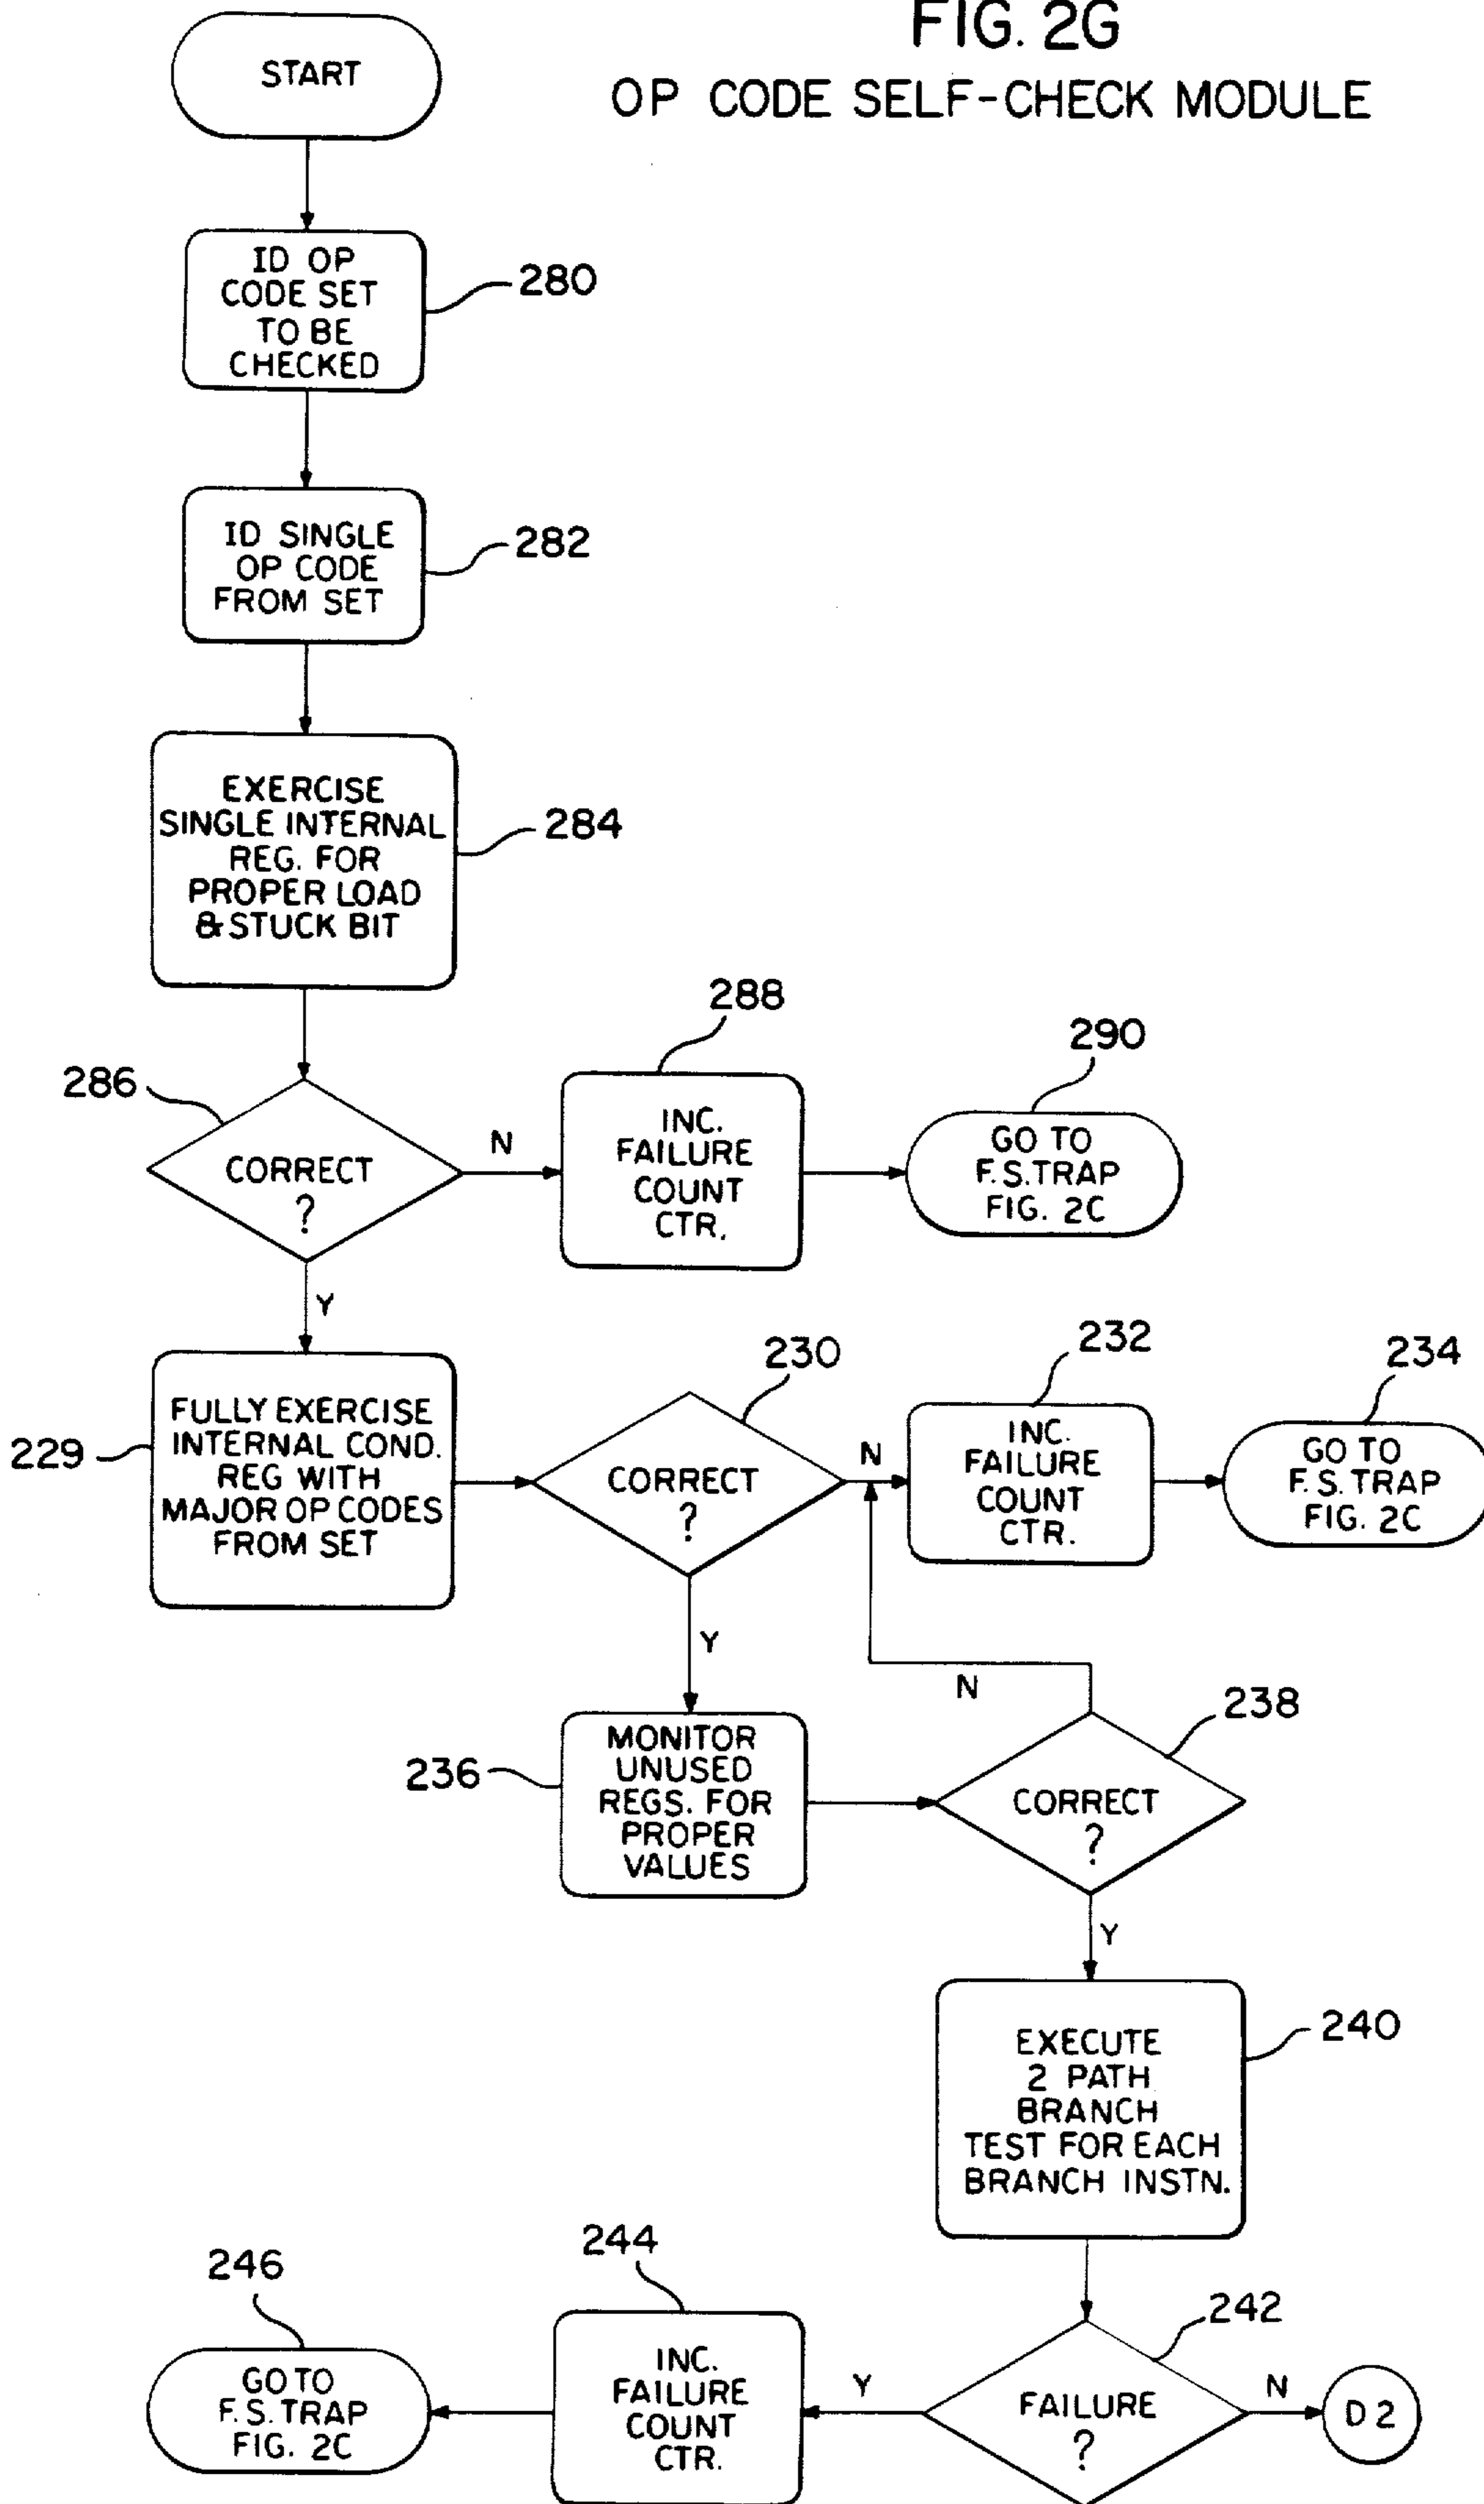 FIG. 2G
OP CODE SELF-CHECK MODULE
START
ID OP
CODE SET
TO BE
CHECKED
280
ID SINGLE
OP CODE
FROM SET
282
EXERCISE
SINGLE INTERNAL
REG. FOR
PROPER LOAD
& STUCK BIT
284
286
CORRECT
?
N
Y
288
INC.
FAILURE
COUNT
CTR.
290
GO TO
F.S. TRAP
FIG. 2C
229
FULLY EXERCISE
INTERNAL COND.
REG WITH
MAJOR OP CODES
FROM SET
230
CORRECT
?
N
Y
232
INC.
FAILURE
COUNT
CTR.
234
GO TO
F.S. TRAP
FIG. 2C
236
MONITOR
UNUSED
REGS. FOR
PROPER
VALUES
238
CORRECT
?
N
Y
240
EXECUTE
2 PATH
BRANCH
TEST FOR EACH
BRANCH INSTN.
242
FAILURE
?
Y
N
D 2
244
INC.
FAILURE
COUNT
CTR.
246
GO TO
F.S. TRAP
FIG. 2C